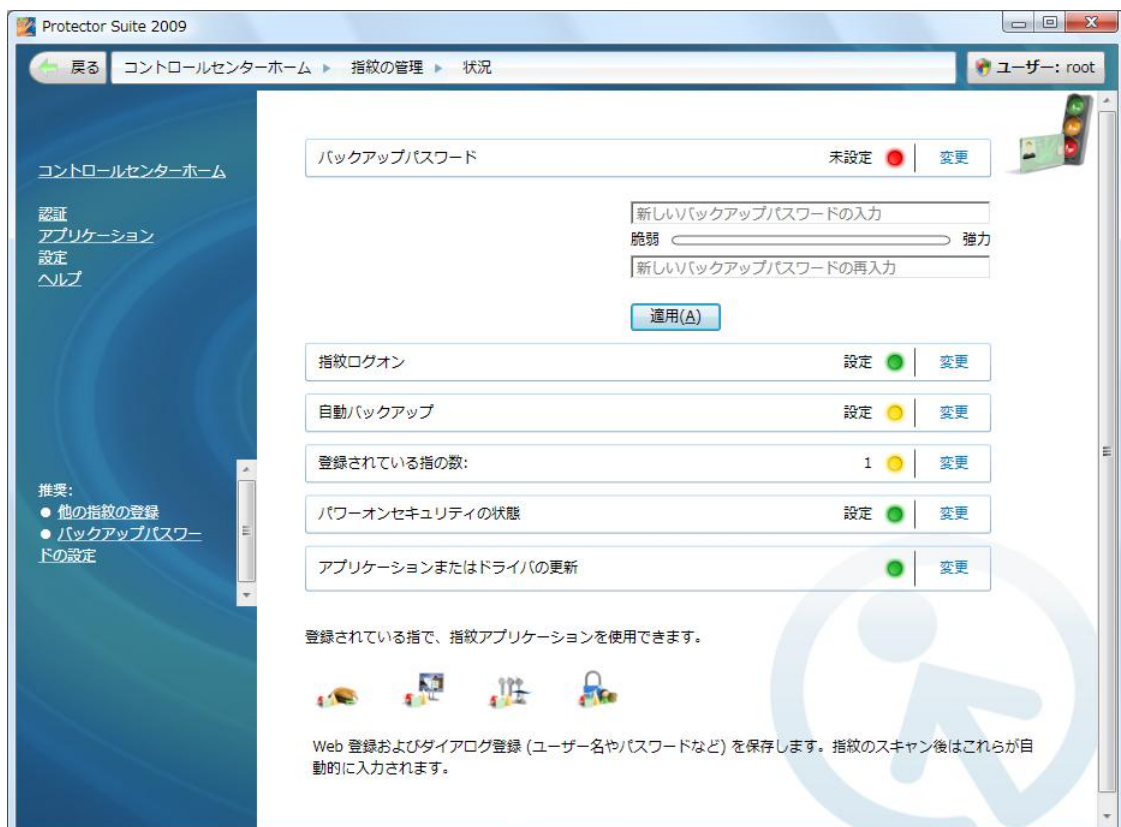 Protector Suite 2009
戻る
コントロールセンターホーム ▶ 指紋の管理 ▶ 状況
ユーザー: root
コントロールセンターホーム
認証
アプリケーション
設定
ヘルプ
推奨:
● 他の指紋の登録
● バックアップパスワー
ドの設定
バックアップパスワード 未設定 変更
新しいバックアップパスワードの入力
脆弱 強力
新しいバックアップパスワードの再入力
適用(A)
指紋ログオン 設定 変更
自動バックアップ 設定 変更
登録されている指の数: 1 変更
パワーオンセキュリティの状態 設定 変更
アプリケーションまたはドライバの更新 変更
登録されている指で、指紋アプリケーションを使用できます。
Web 登録およびダイアログ登録 (ユーザー名やパスワードなど) を保存します。指紋のスキャン後はこれらが自
動的に入力されます。